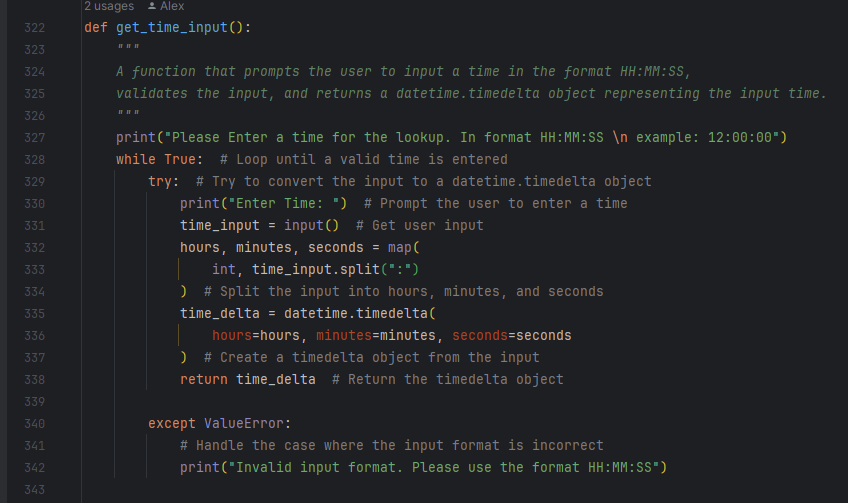 2 usages Alex
322 def get_time_input():
323 """
324 A function that prompts the user to input a time in the format HH:MM:SS,
325 validates the input, and returns a datetime.timedelta object representing the input time.
326 """
327 print("Please Enter a time for the lookup. In format HH:MM:SS \n example: 12:00:00")
328 while True:  # Loop until a valid time is entered
329 try:  # Try to convert the input to a datetime.timedelta object
330 print("Enter Time: ")  # Prompt the user to enter a time
331 time_input = input()  # Get user input
332 hours, minutes, seconds = map(
333 int, time_input.split(":")
334 )  # Split the input into hours, minutes, and seconds
335 time_delta = datetime.timedelta(
336 hours=hours, minutes=minutes, seconds=seconds
337 )  # Create a timedelta object from the input
338 return time_delta  # Return the timedelta object
339
340 except ValueError:
341 # Handle the case where the input format is incorrect
342 print("Invalid input format. Please use the format HH:MM:SS")
343